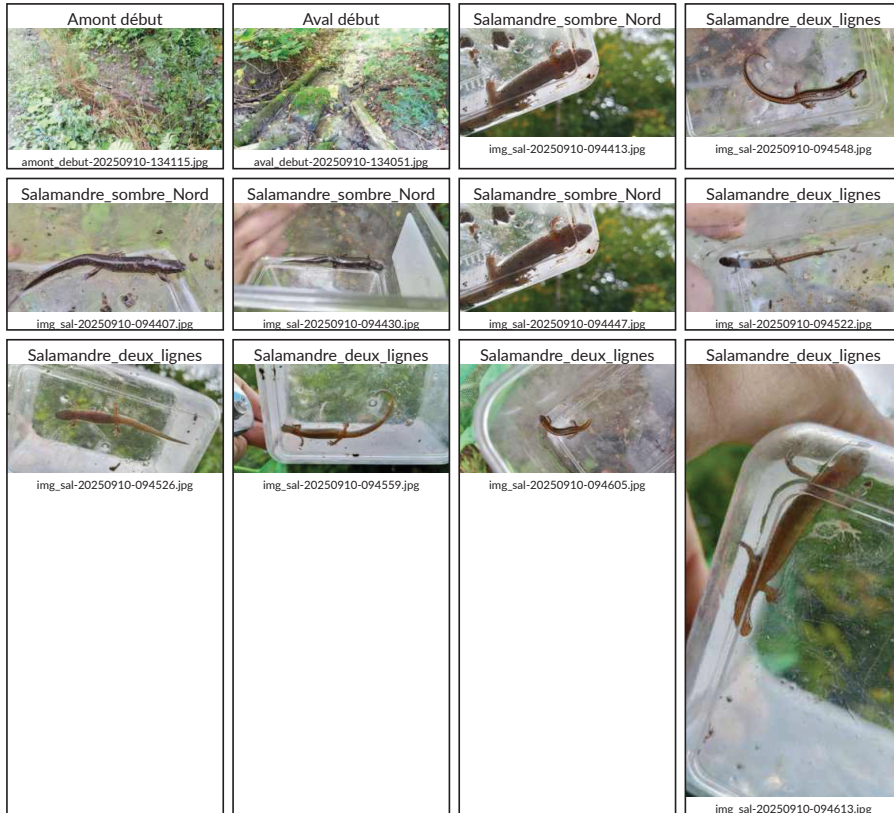 Amont début
Aval début
Salamandre_sombre_Nord
Salamandre_deux_lignes
amont_debut-20250910-134115.jpg
aval_debut-20250910-134051.jpg
img_sal-20250910-094413.jpg
img_sal-20250910-094548.jpg
Salamandre_sombre_Nord
Salamandre_sombre_Nord
Salamandre_sombre_Nord
Salamandre_deux_lignes
img_sal-20250910-094407.jpg
img_sal-20250910-094430.jpg
img_sal-20250910-094447.jpg
img_sal-20250910-094522.jpg
Salamandre_deux_lignes
Salamandre_deux_lignes
Salamandre_deux_lignes
Salamandre_deux_lignes
img_sal-20250910-094526.jpg
img_sal-20250910-094559.jpg
img_sal-20250910-094605.jpg
img_sal-20250910-094613.jpg